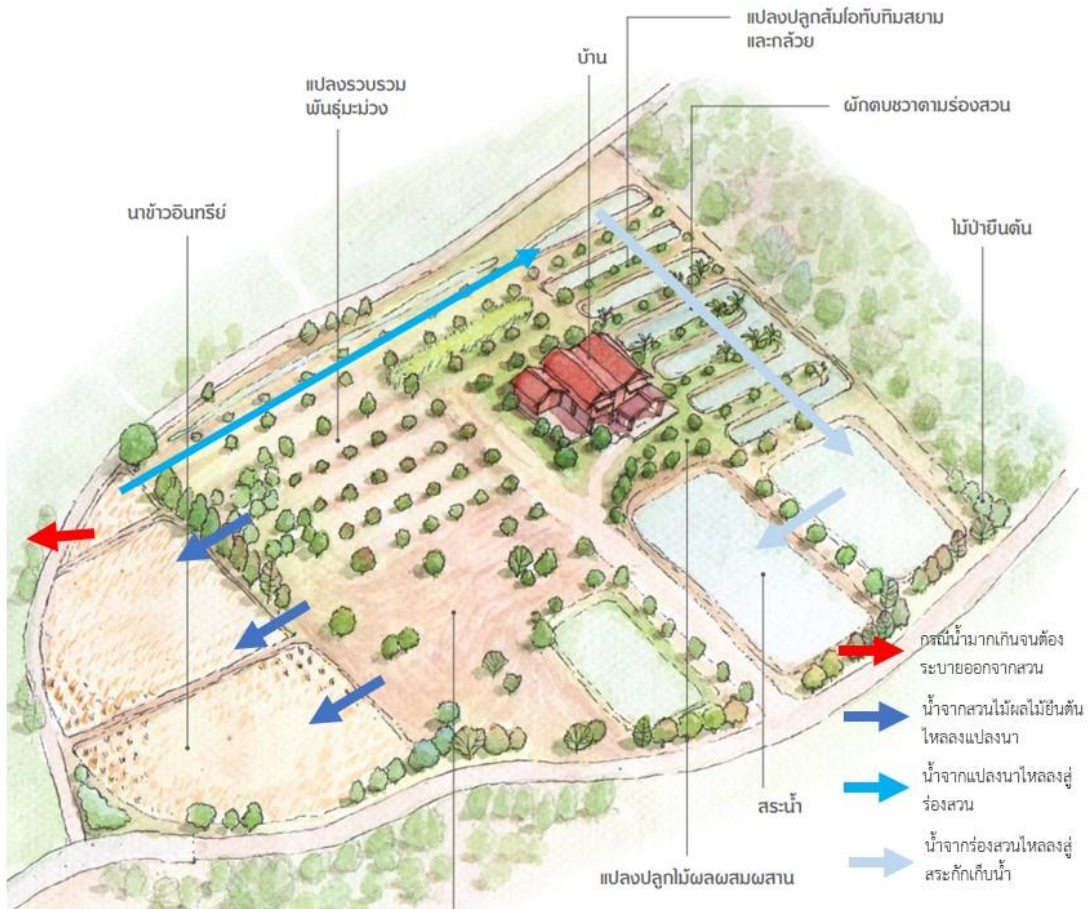 แปลงปลูกส้มโอทับทิมสยาม
และกล้วย
บ้าน
แปลงรวบรวม
พันธุ์มะม่วง
ผักตบชวาตามร่องสวน
นาข้าวอินทรีย์
ไม้ป่ายืนต้น
กรณีน้ำมากเกินจนต้อง
ระบายออกจากสวน
น้ำจากสวนไม้ผลไม้ยืนต้น
ไหลลงแปลงนา
น้ำจากแปลงนาไหลลงสู่
ร่องสวน
น้ำจากร่องสวนไหลลงสู่
สระกักเก็บน้ำ
สระน้ำ
แปลงปลูกไม้ผลผสมผสาน